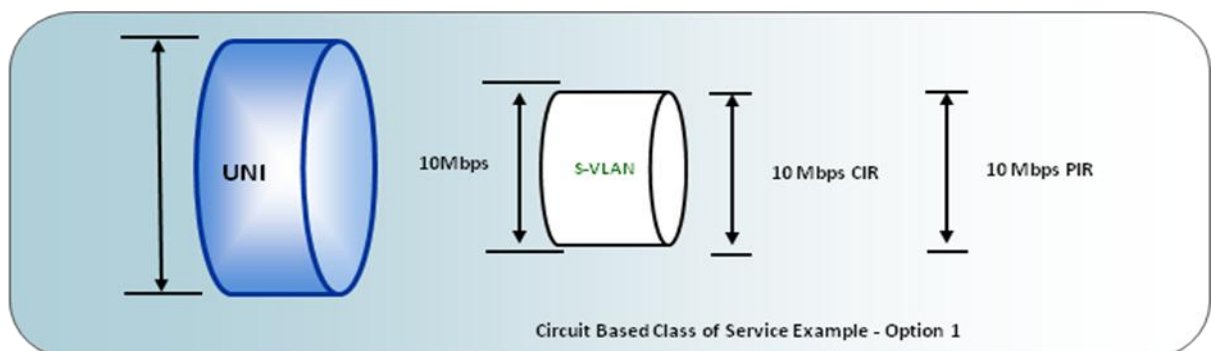 UNI
10Mbps
S-VLAN
10 Mbps CIR
10 Mbps PIR
Circuit Based Class of Service Example - Option 1